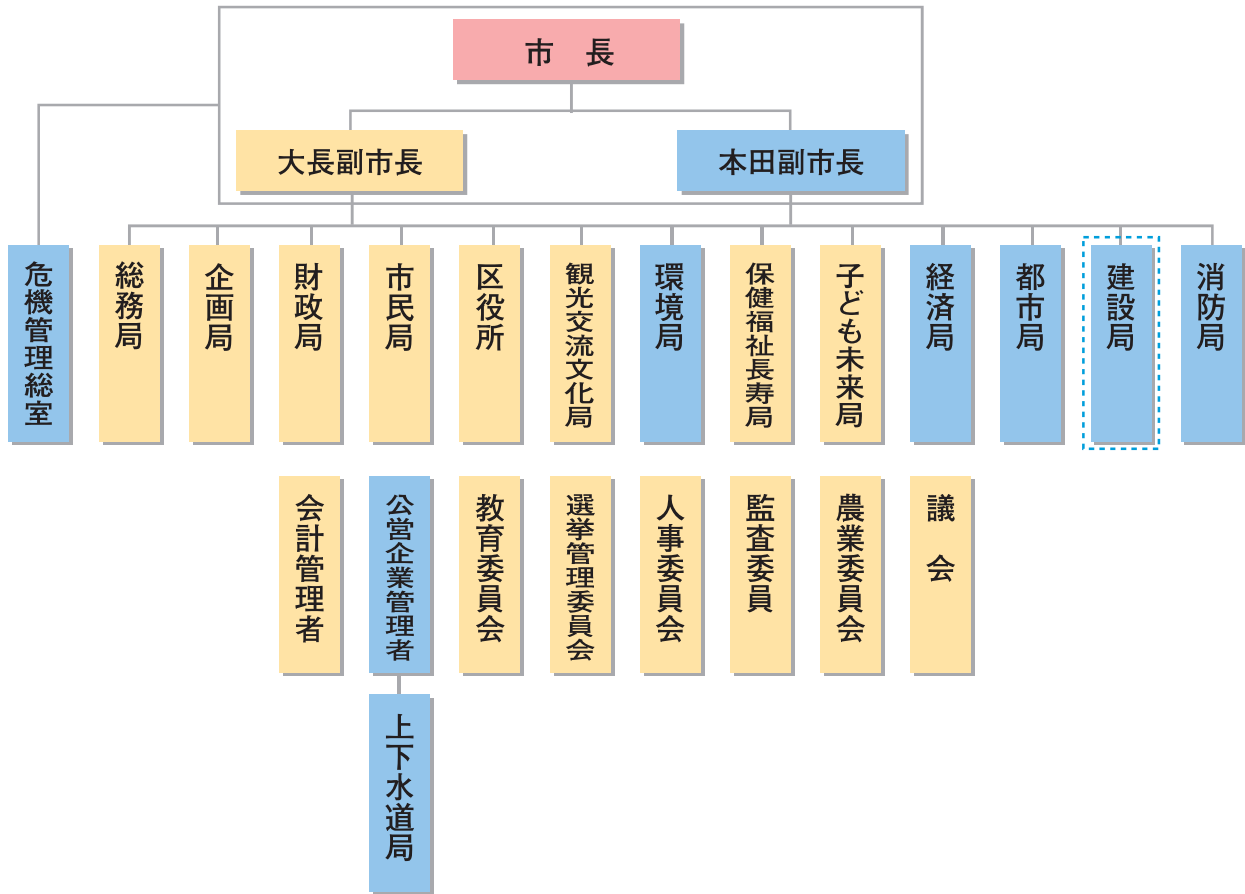 市　長
大長副市長
本田副市長
危機管理総室
総務局
企画局
財政局
市民局
区役所
観光交流文化局
環境局
保健福祉長寿局
子ども未来局
経済局
都市局
建設局
消防局
会計管理者
公営企業管理者
教育委員会
選挙管理委員会
人事委員会
監査委員
農業委員会
議　会
上下水道局